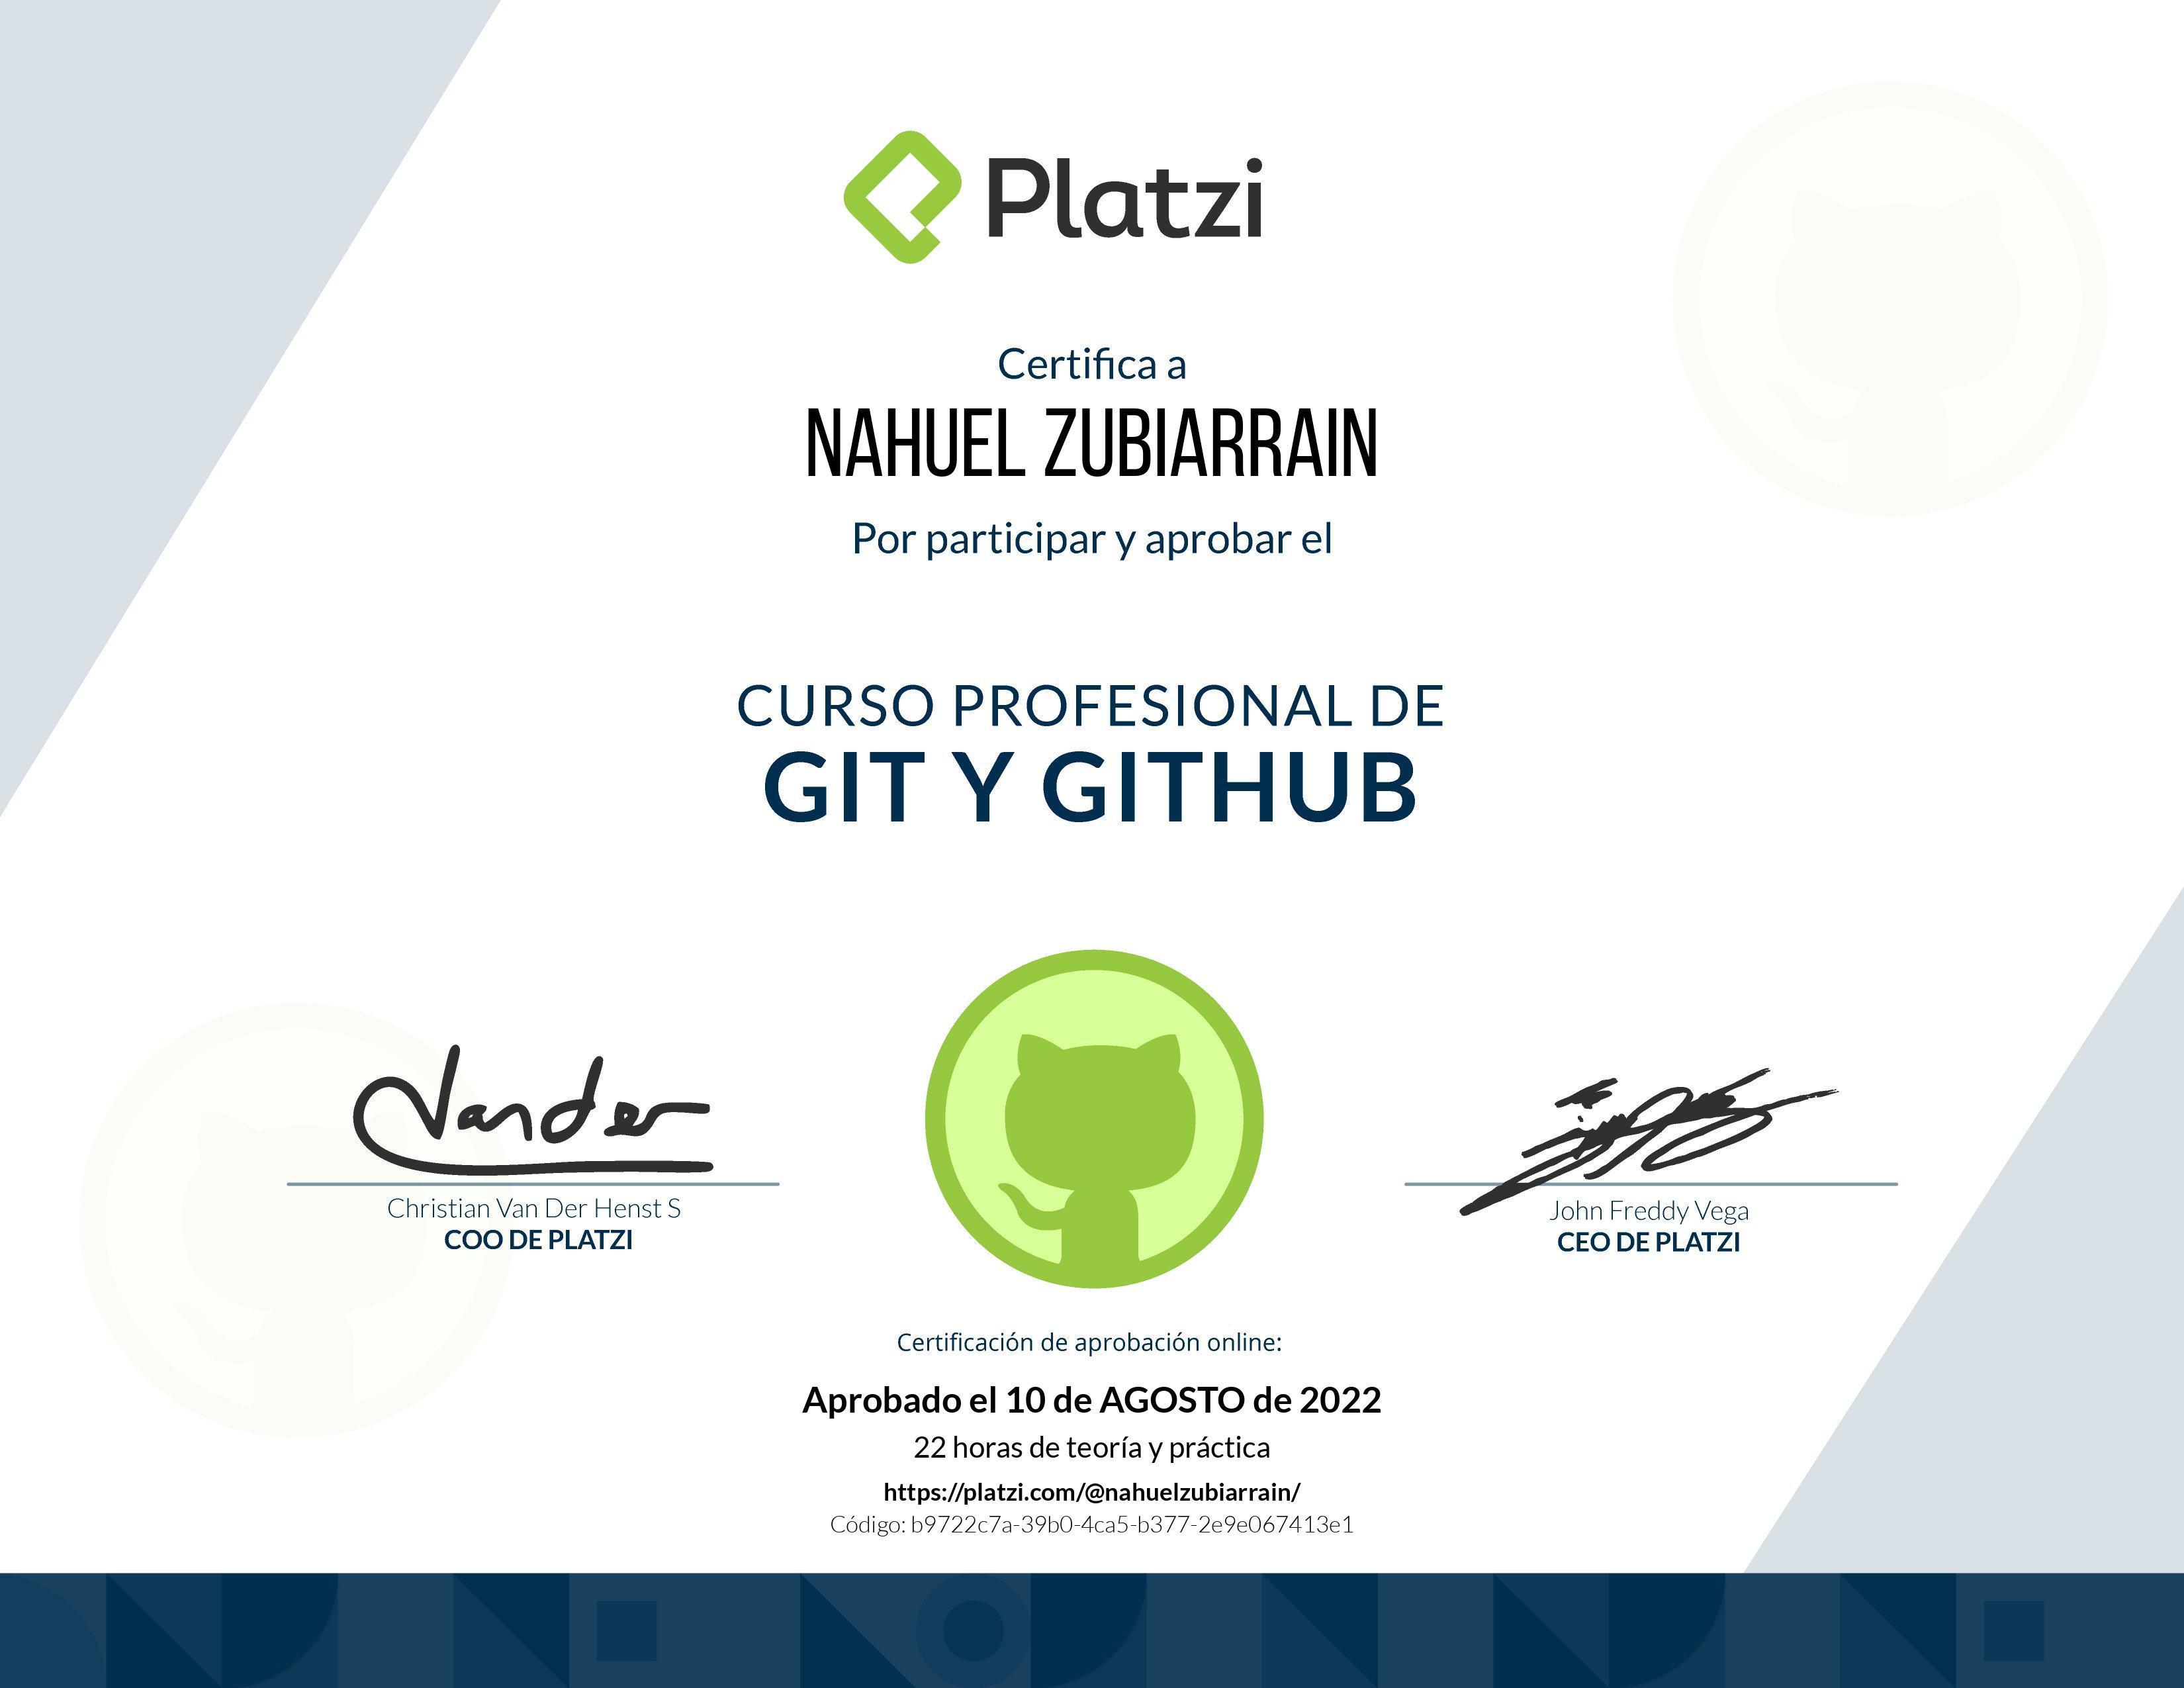 Platzi
Certifica a
NAHUEL ZUBIARRAIN
Por participar y aprobar el
CURSO PROFESIONAL DE
GIT Y GITHUB
Vander
Christian Van Der Henst S
COO DE PLATZI
John Freddy Vega
CEO DE PLATZI
Certificación de aprobación online:
Aprobado el 10 de AGOSTO de 2022
22 horas de teoría y práctica
https://platzi.com/@nahuelzubiarrain/
Código: b9722c7a-39b0-4ca5-b377-2e9e067413e1